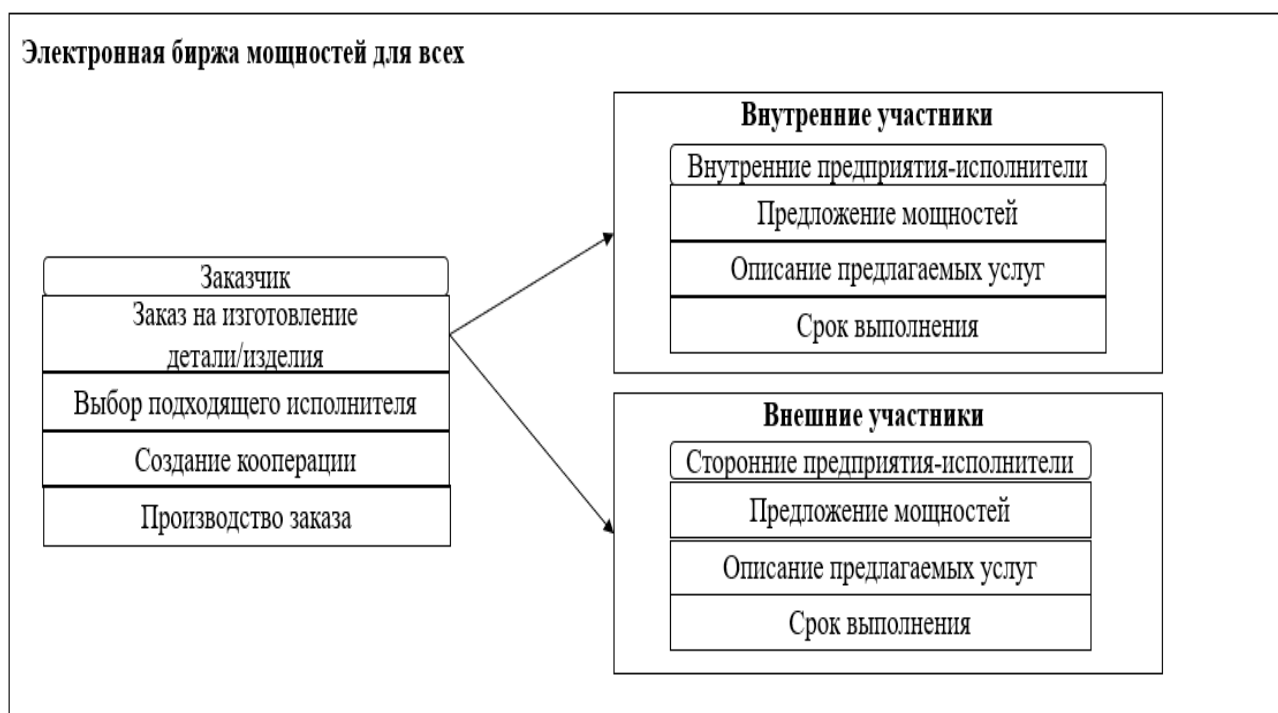 Электронная биржа мощностей для всех
Заказчик
Заказ на изготовление
детали/изделия
Выбор подходящего исполнителя
Создание кооперации
Производство заказа
Внутренние участники
Внутренние предприятия-исполнители
Предложение мощностей
Описание предлагаемых услуг
Срок выполнения
Внешние участники
Сторонние предприятия-исполнители
Предложение мощностей
Описание предлагаемых услуг
Срок выполнения